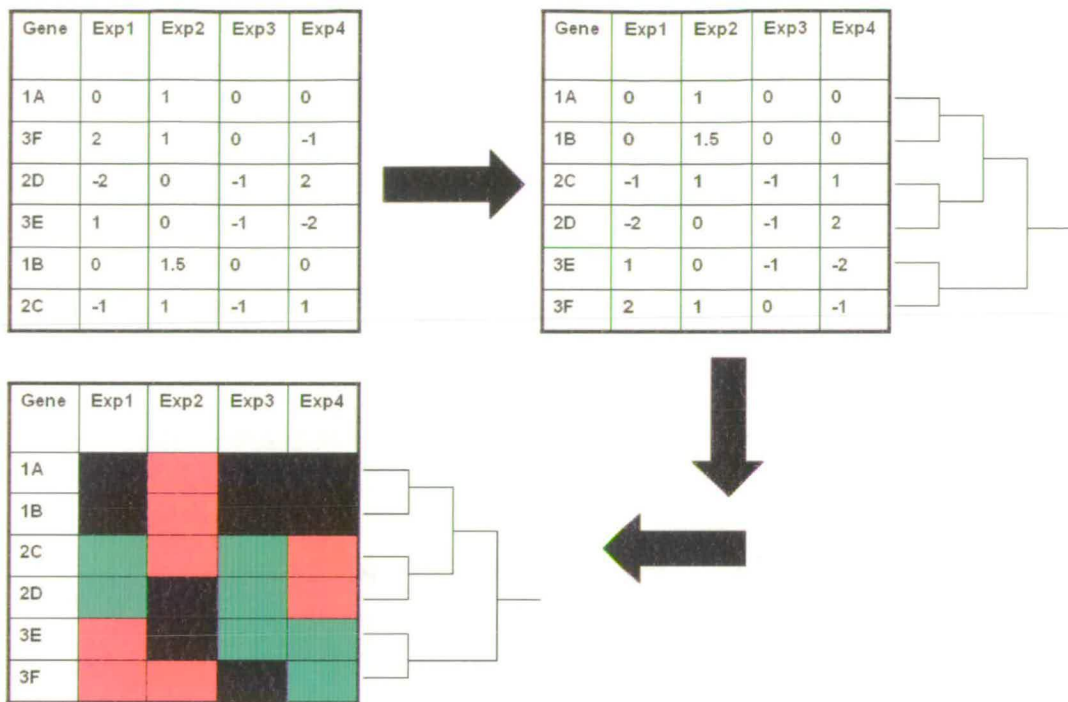 Gene Exp1 Exp2 Exp3 Exp4
1A 0 1 0 0
3F 2 1 0 -1
2D -2 0 -1 2
3E 1 0 -1 -2
1B 0 1.5 0 0
2C -1 1 -1 1
Gene Exp1 Exp2 Exp3 Exp4
1A 0 1 0 0
1B 0 1.5 0 0
2C -1 1 -1 1
2D -2 0 -1 2
3E 1 0 -1 -2
3F 2 1 0 -1
Gene Exp1 Exp2 Exp3 Exp4
1A
1B
2C
2D
3E
3F